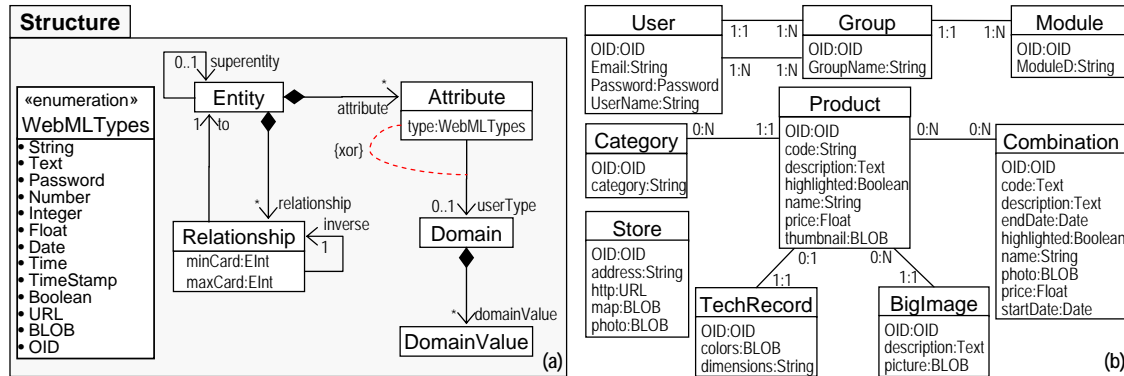 Structure
0..1
superentity
Entity
*
attribute
Attribute
type:WebMLTypes
{xor}
«enumeration»
WebMLTypes
• String
• Text
• Password
• Number
• Integer
• Float
• Date
• Time
• TimeStamp
• Boolean
• URL
• BLOB
• OID
1
to
*
relationship
inverse
1
Relationship
minCard:EInt
maxCard:EInt
0..1
userType
Domain
*
domainValue
DomainValue
(a)
User
OID:OID
Email:String
Password:Password
UserName:String
1:1
1:N
1:N
1:N
Group
OID:OID
GroupName:String
1:1
1:N
Module
OID:OID
ModuleD:String
Category
OID:OID
category:String
0:N
1:1
Product
OID:OID
code:String
description:Text
highlighted:Boolean
name:String
price:Float
thumbnail:BLOB
0:N
0:N
Combination
OID:OID
code:Text
description:Text
endDate:Date
highlighted:Boolean
name:String
photo:BLOB
price:Float
startDate:Date
Store
OID:OID
address:String
http:URL
map:BLOB
photo:BLOB
0:1
1:1
TechRecord
OID:OID
colors:BLOB
dimensions:String
0:N
1:1
BigImage
OID:OID
description:Text
picture:BLOB
(b)